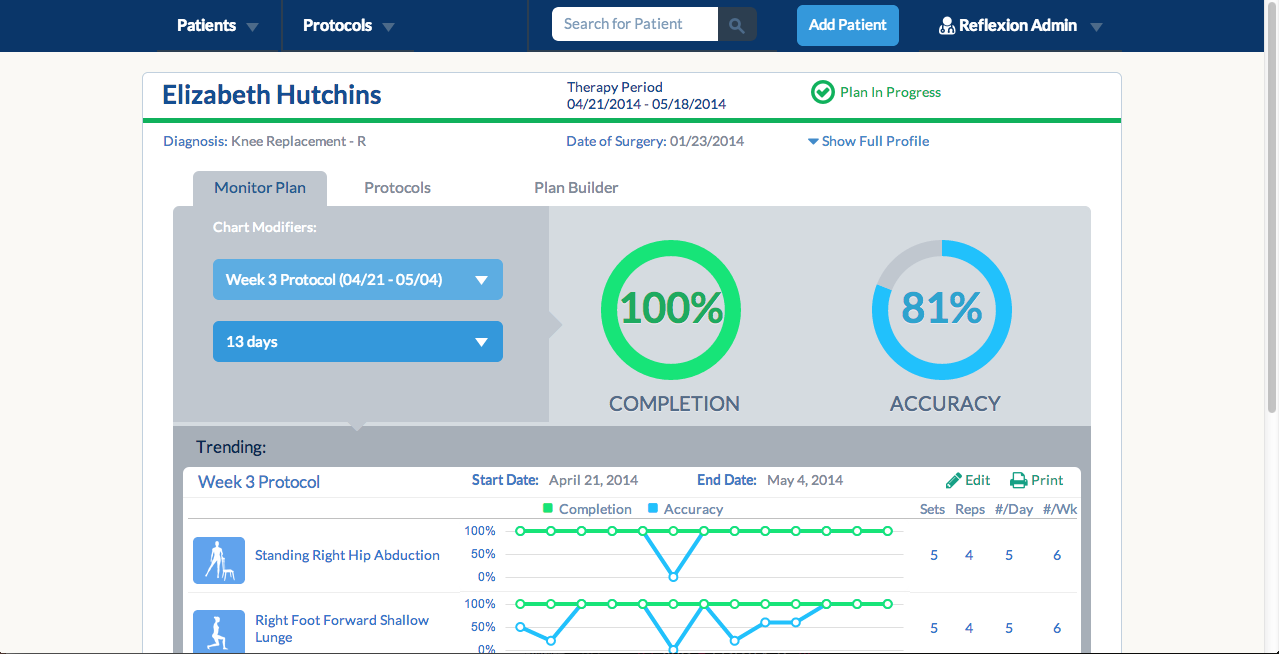 Patients
Protocols
Search for Patient
Add Patient
Reflexion Admin
Elizabeth Hutchins
Therapy Period
04/21/2014 - 05/18/2014
Plan In Progress
Diagnosis: Knee Replacement - R
Date of Surgery: 01/23/2014
Show Full Profile
Monitor Plan
Protocols
Plan Builder
Chart Modifiers:
Week 3 Protocol (04/21 - 05/04)
13 days
100%
COMPLETION
81%
ACCURACY
Trending:
Week 3 Protocol
Start Date: April 21, 2014
End Date: May 4, 2014
Edit
Print
Completion
Accuracy
Sets Reps #/Day #/Wk
Standing Right Hip Abduction
100%
50%
0%
5 4 5 6
Right Foot Forward Shallow
Lunge
100%
50%
0%
5 4 5 6